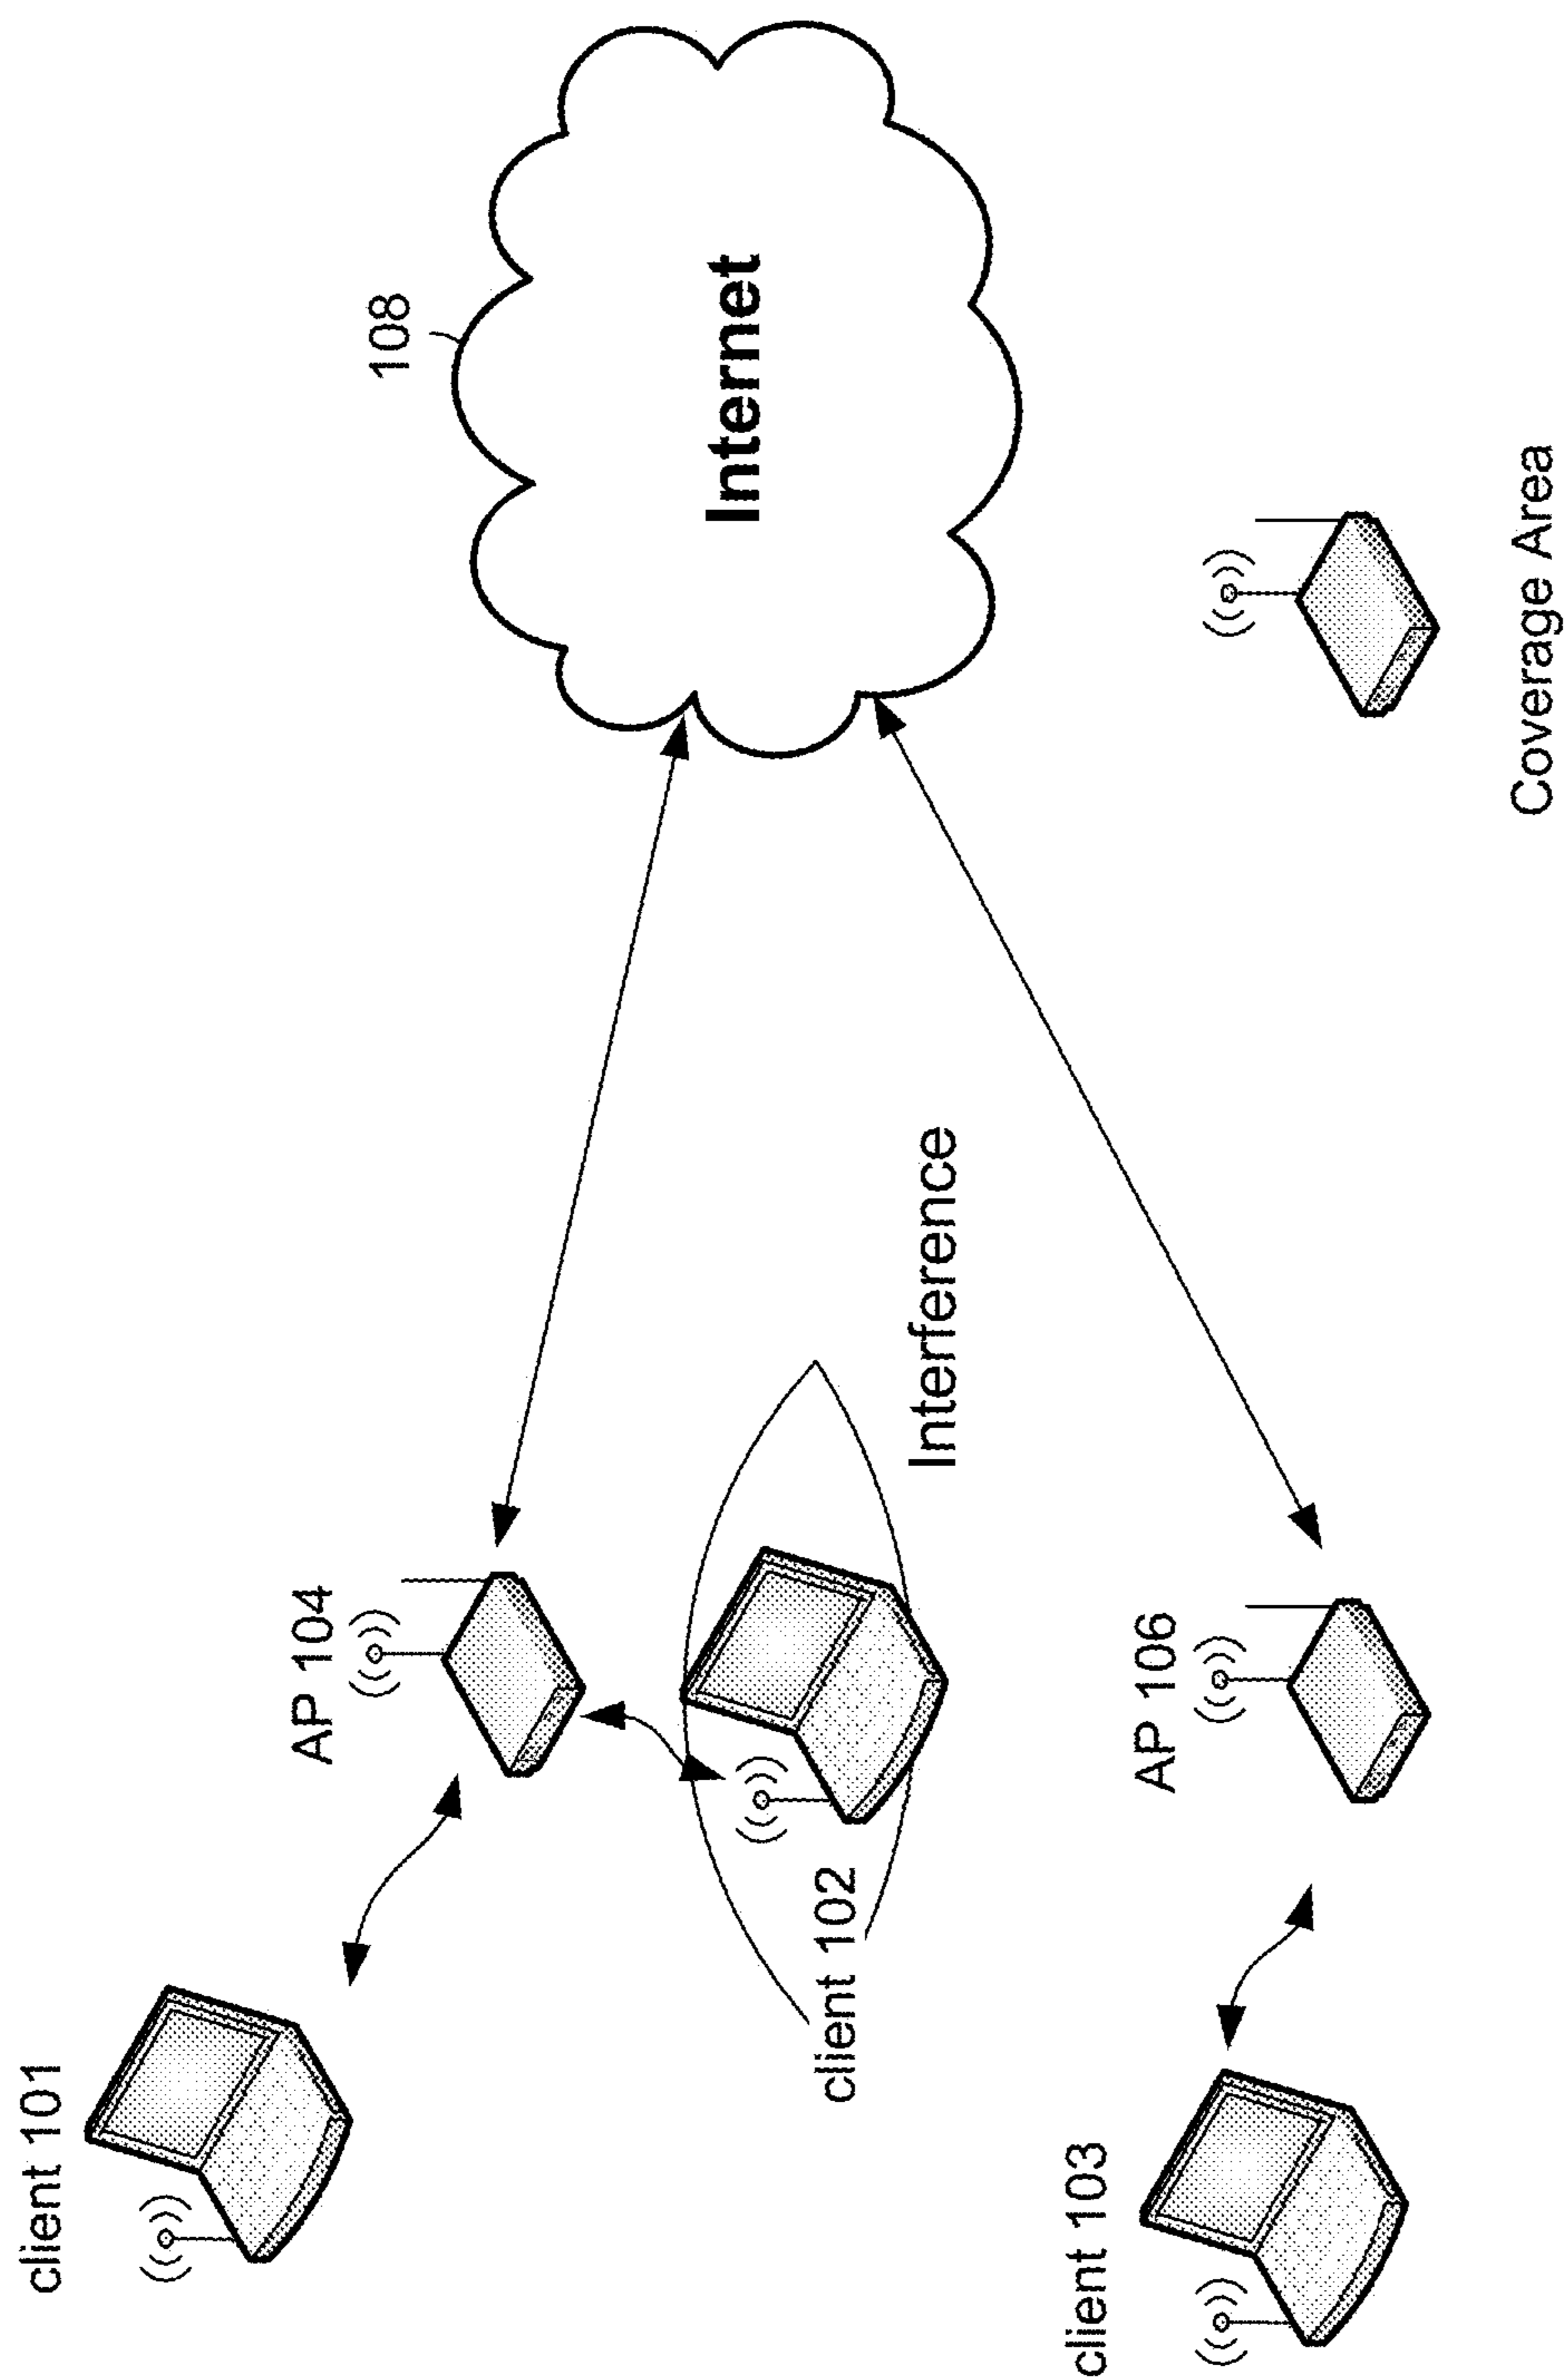 client 101
AP 104
108
Internet
client 102
Interference
client 103
AP 106
Coverage Area